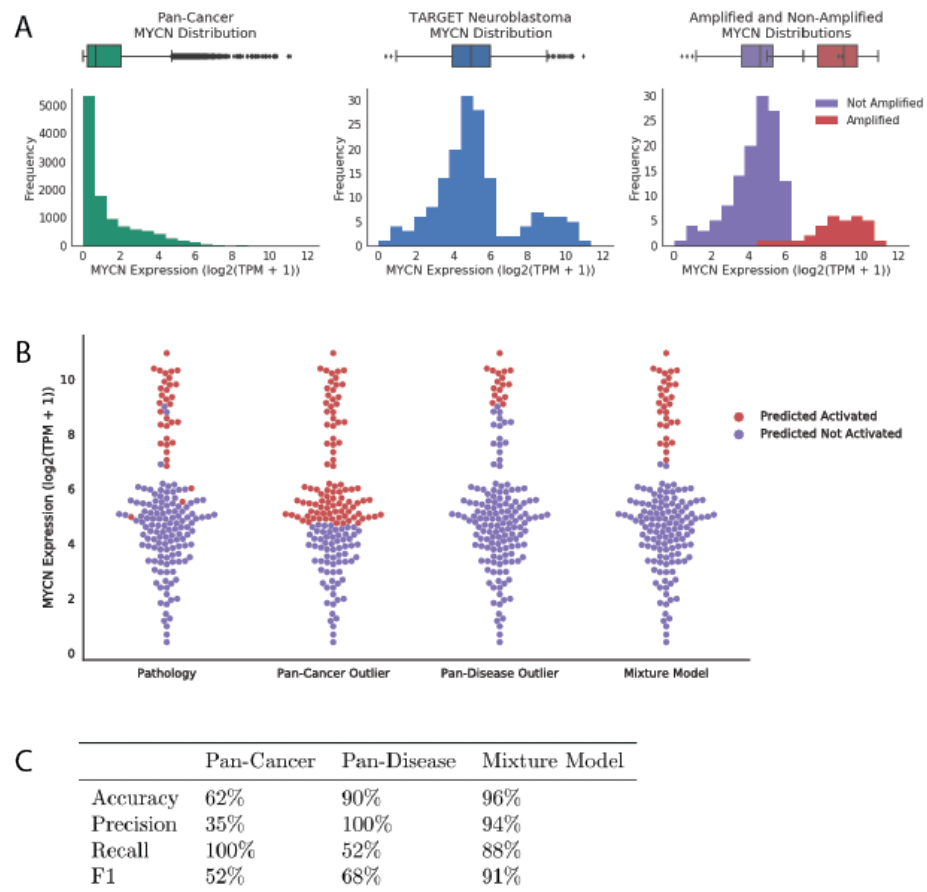 A
Pan-Cancer
MYCN Distribution
Frequency
5000
4000
3000
2000
1000
0
0 2 4 6 8 10 12
MYCN Expression (log2(TPM + 1))
TARGET Neuroblastoma
MYCN Distribution
Frequency
30
25
20
15
10
5
0
0 2 4 6 8 10 12
MYCN Expression (log2(TPM + 1))
Amplified and Non-Amplified
MYCN Distributions
Not Amplified
Amplified
Frequency
30
25
20
15
10
5
0
0 2 4 6 8 10 12
MYCN Expression (log2(TPM + 1))
B
MYCN Expression (log2(TPM + 1))
10
8
6
4
2
0
Predicted Activated
Predicted Not Activated
Pathology Pan-Cancer Outlier Pan-Disease Outlier Mixture Model
C
Pan-Cancer Pan-Disease Mixture Model
Accuracy 62% 90% 96%
Precision 35% 100% 94%
Recall 100% 52% 88%
F1 52% 68% 91%